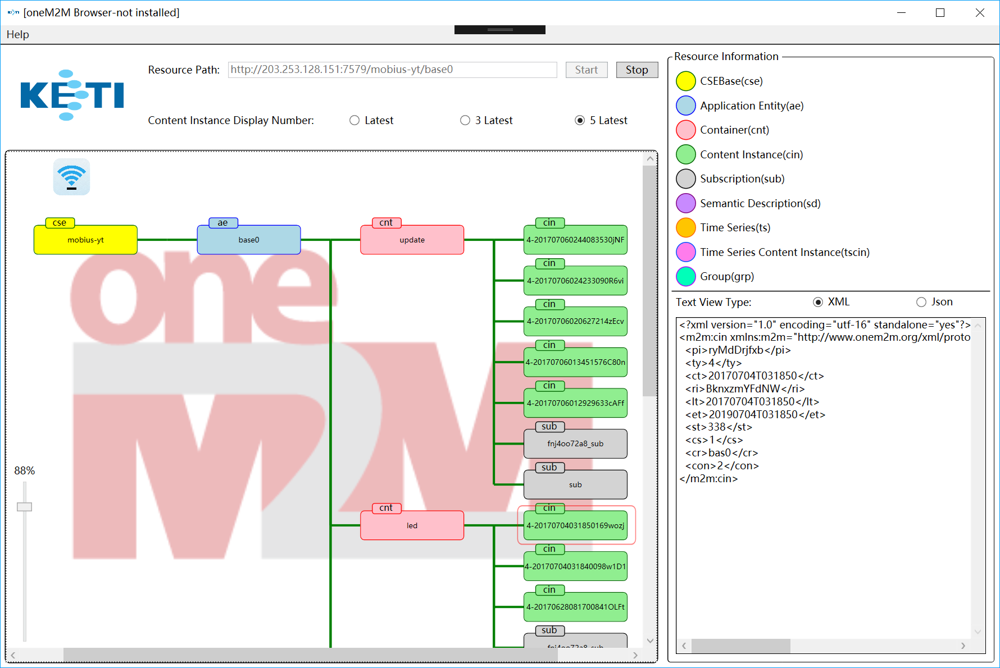 [oneM2M Browser-not installed]
Help
KETI
Resource Path: http://203.253.128.151:7579/mobius-yt/base0 Start Stop
Content Instance Display Number: Latest 3 Latest 5 Latest
cse
mobius-yt
ae
base0
cnt
update
cin
4-201707060244083530jNF
cin
4-20170706024233090R6vi
cin
4-20170706020627214zEcv
cin
4-20170706013451576C80n
cin
4-20170706012929633cAFf
sub
fnj4oo72a8_sub
sub
sub
cnt
led
cin
4-20170704031850169wozj
cin
4-20170704031840098w1D1
cin
4-20170628081700841OLFt
sub
fnj4oo72a8_sub
one
M2M
88%
Resource Information
CSEBase(cse)
Application Entity(ae)
Container(cnt)
Content Instance(cin)
Subscription(sub)
Semantic Description(sd)
Time Series(ts)
Time Series Content Instance(tscin)
Group(grp)
Text View Type: XML Json
<?xml version="1.0" encoding="utf-16" standalone="yes"?>
<m2m:cin xmlns:m2m="http://www.onem2m.org/xml/proto
<pi>ryMdDrjfxb</pi>
<ty>4</ty>
<ct>20170704T031850</ct>
<ri>BknxzmYFdNW</ri>
<lt>20170704T031850</lt>
<et>20190704T031850</et>
<st>338</st>
<cs>1</cs>
<cr>bas0</cr>
<con>2</con>
</m2m:cin>